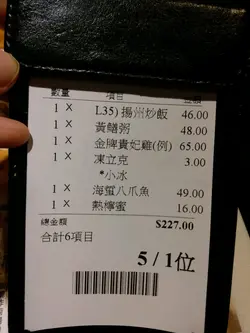 數量 項目 金額
1 X L35) 揚州炒飯 46.00
1 X 黃鱔粥 48.00
1 X 金牌貴妃雞(例) 65.00
1 X 凍立克 3.00
*小冰
1 X 海蜇八爪魚 49.00
1 X 熱檸蜜 16.00
總金額 $227.00
合計6項目
5 / 1位